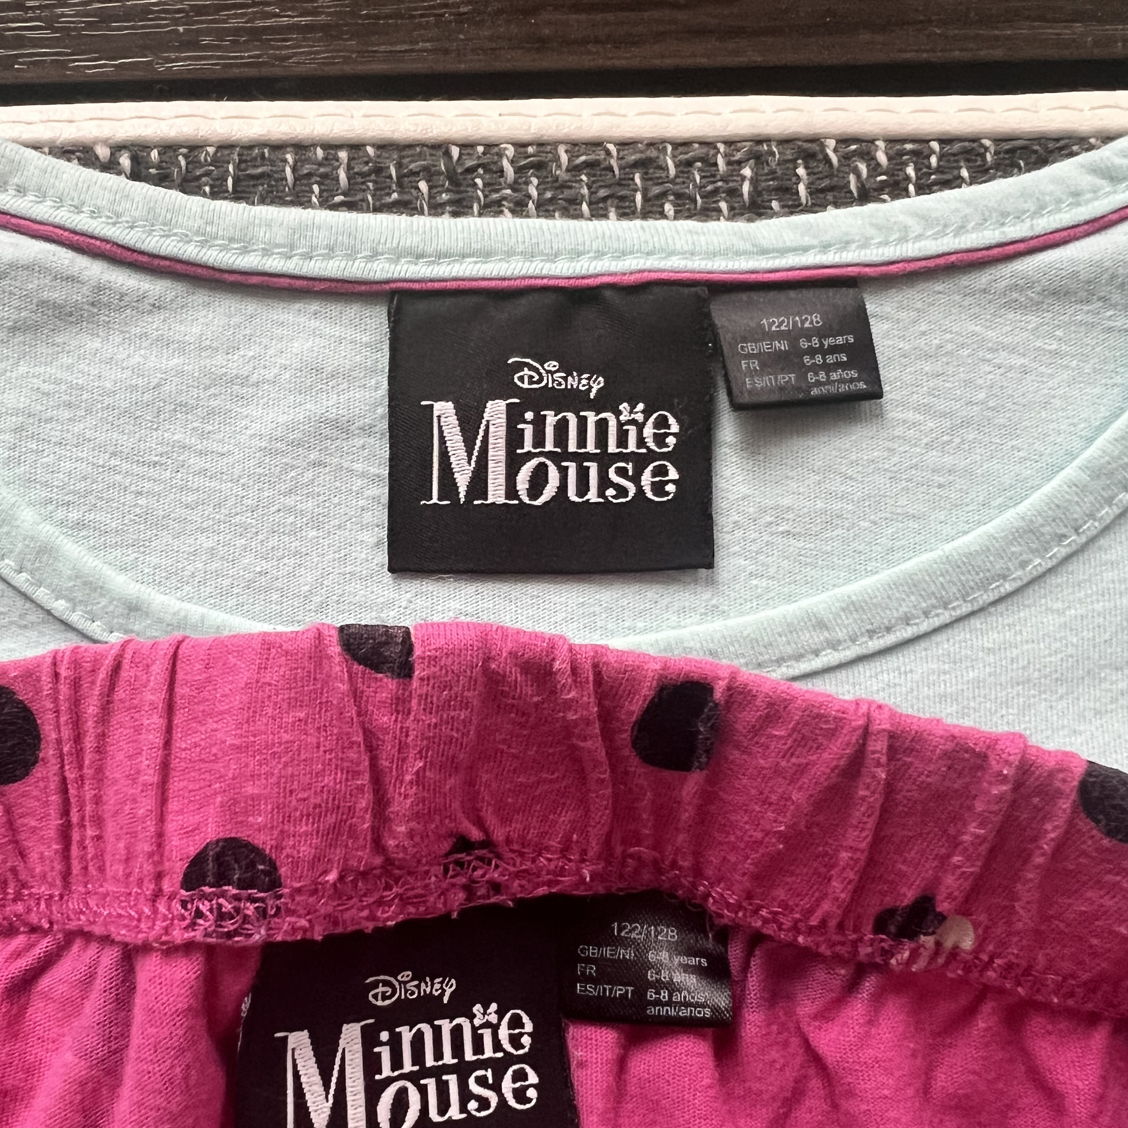 Disney
Minnie
Mouse
122/128
GB/IE/NI 6-8 years
FR 6-8 ans
ES/IT/PT 6-8 años
anni/anos
Disney
Minnie
Mouse
122/128
GB/IE/NI 6-8 years
FR 6-8 ans
ES/IT/PT 6-8 años
anni/anos